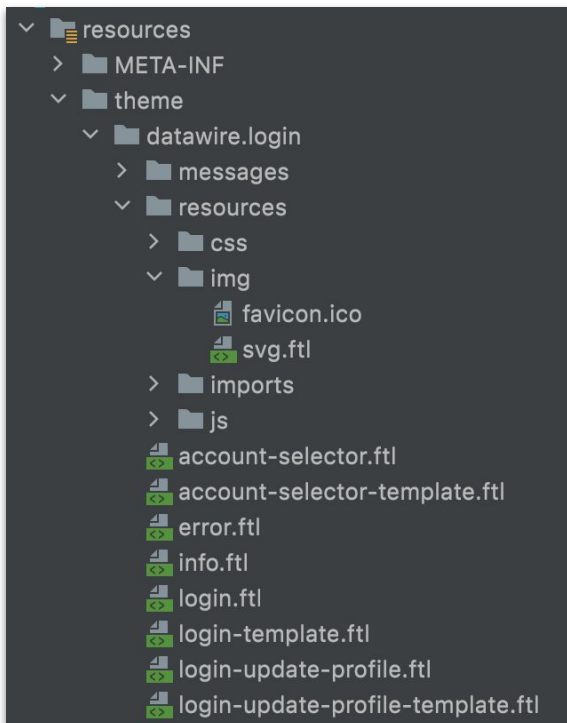 resources
META-INF
theme
datawire.login
messages
resources
css
img
favicon.ico
svg.ftl
imports
js
account-selector.ftl
account-selector-template.ftl
error.ftl
info.ftl
login.ftl
login-template.ftl
login-update-profile.ftl
login-update-profile-template.ftl